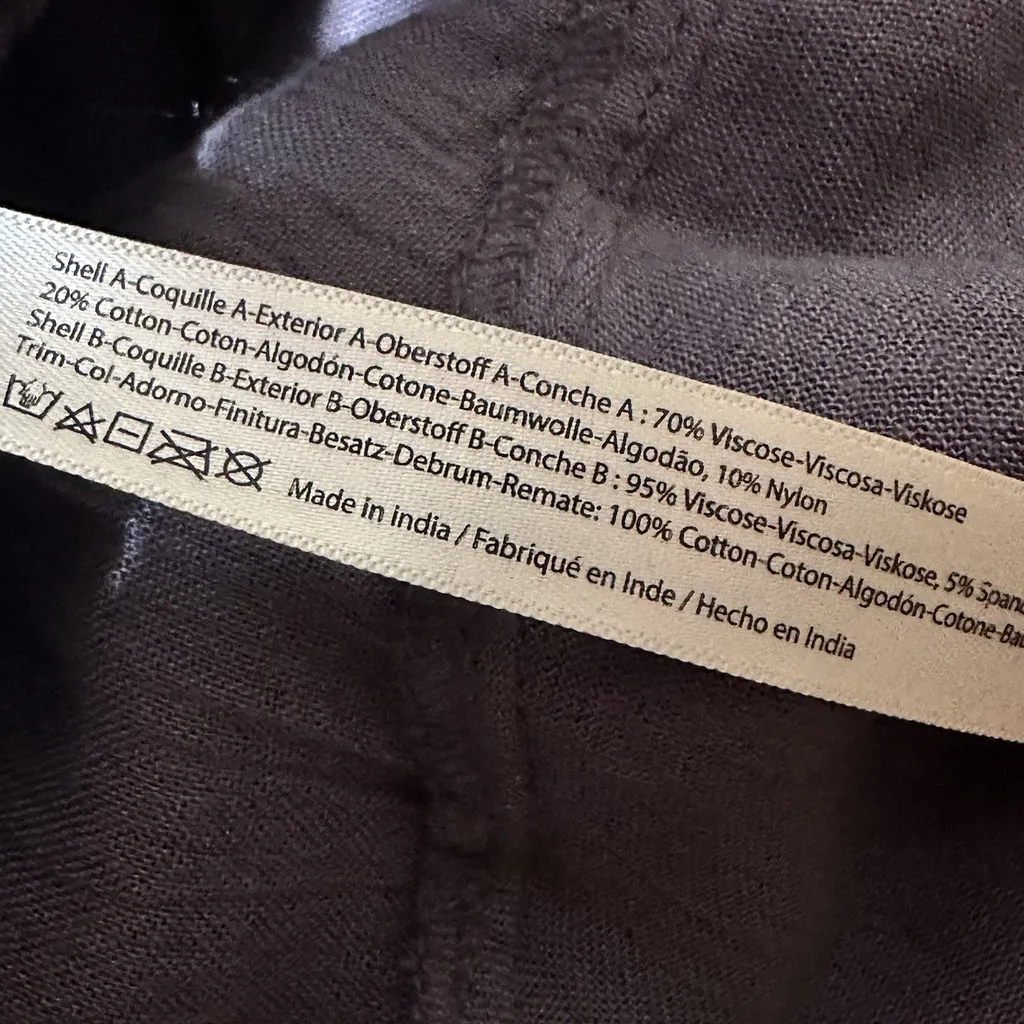 Shell A-Coquille A-Exterior A-Oberstoff A-Conche A : 70% Viscose-Viscosa-Viskose
20% Cotton-Coton-Algodón-Cotone-Baumwolle-Algodão, 10% Nylon
Shell B-Coquille B-Exterior B-Oberstoff B-Conche B : 95% Viscose-Viscosa-Viskose, 5%
Trim-Col-Adorno-Finitura-Besatz-Debrum-Remate: 100% Cotton-Coton-Algodón-Cotone-
Made in india / Fabriqué en Inde / Hecho en India